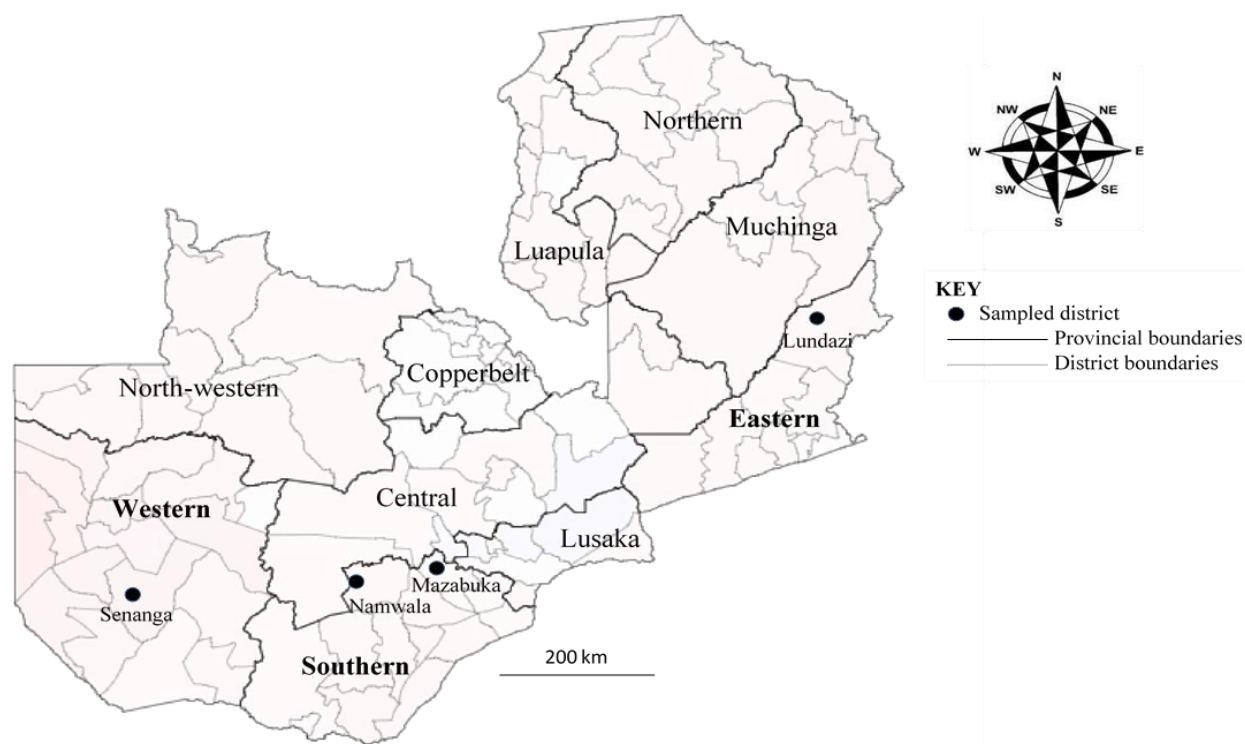 Northern
Muchinga
Luapula
Lundazi
Copperbelt
North-western
Eastern
Central
Western
Lusaka
Mazabuka
Namwala
Senanga
Southern
200 km
N
NW
NE
W
E
SW
SE
S
KEY
Sampled district
Provincial boundaries
District boundaries